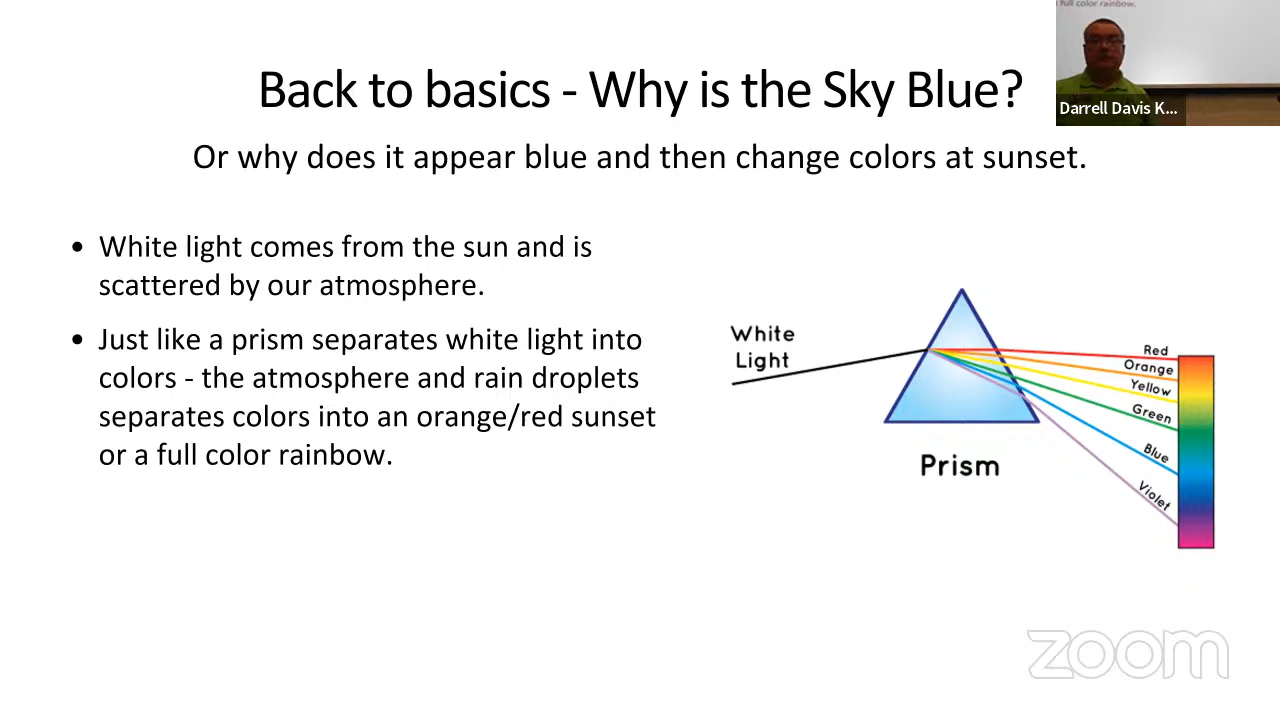 full color rainbow.
Darrell Davis K...
Back to basics - Why is the Sky Blue?
Or why does it appear blue and then change colors at sunset.
• White light comes from the sun and is
scattered by our atmosphere.
• Just like a prism separates white light into
colors - the atmosphere and rain droplets
separates colors into an orange/red sunset
or a full color rainbow.
White
Light
Prism
Red
Orange
Yellow
Green
Blue
Violet
zoom